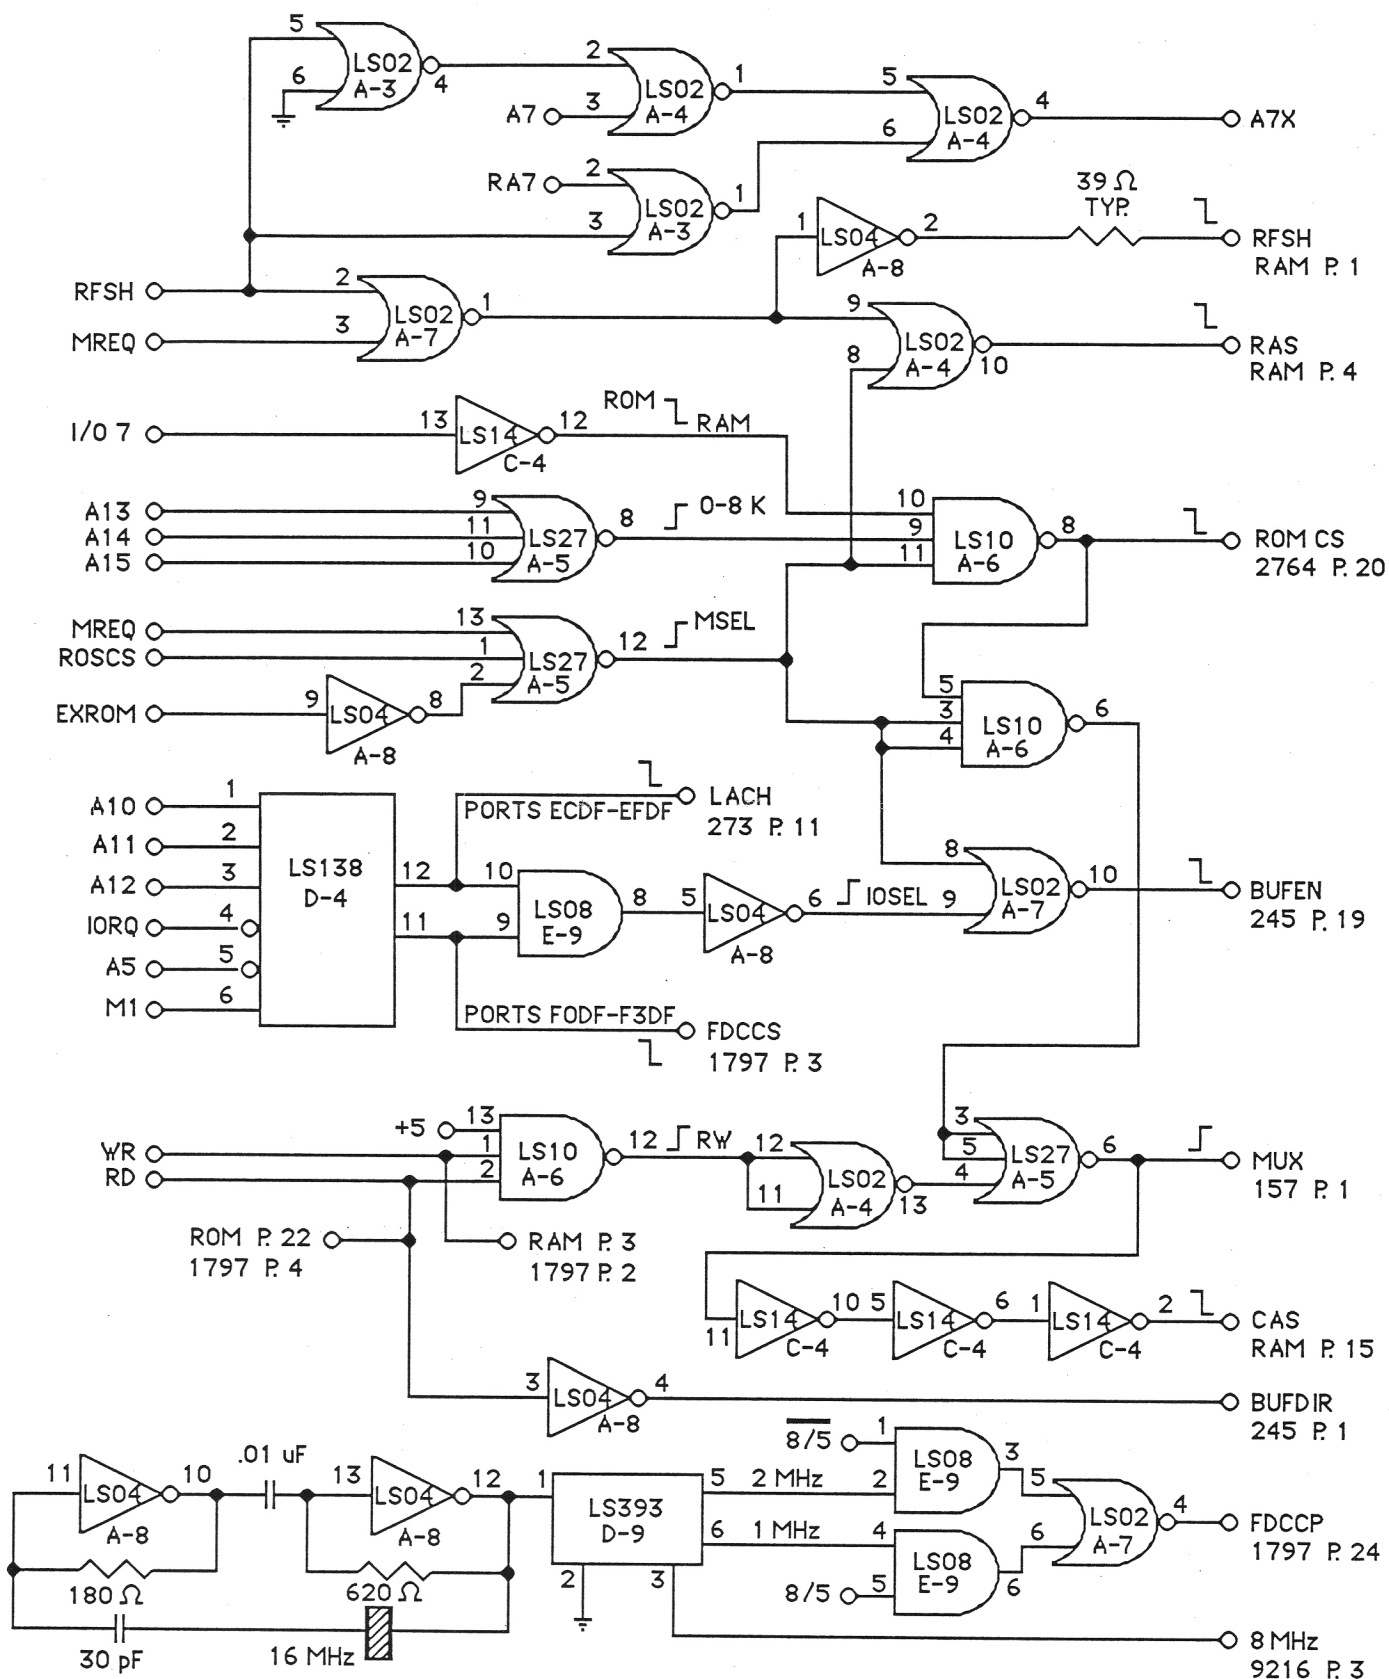 5
LS02
6
A-3
4
2
LS02
1
A7
3
A-4
5
LS02
4
A7X
6
A-4
RA7
2
LS02
1
3
A-3
39 Ω
TYP.
1
LS04
2
RFSH
A-8
RAM P. 1
RFSH
2
LS02
1
MREQ
3
A-7
9
LS02
RAS
8
A-4
10
RAM P. 4
I/O 7
13
LS14
12
C-4
ROM
RAM
A13
9
A14
11
LS27
8
0-8 K
A15
10
A-5
10
9
LS10
8
ROM CS
11
A-6
2764 P. 20
MREQ
13
ROSCS
1
LS27
12
MSEL
2
A-5
EXROM
9
LS04
8
A-8
5
3
LS10
6
4
A-6
A10
1
A11
2
LS138
A12
3
D-4
12
IORQ
4
A5
5
11
M1
6
PORTS ECDF-EFDF
LACH
273 P. 11
10
LS08
8
9
E-9
5
LS04
6
IOSEL
A-8
8
LS02
10
BUFEN
9
A-7
245 P. 19
PORTS F0DF-F3DF
FDCCS
1797 P. 3
+5
13
WR
1
LS10
12
RW
RD
2
A-6
12
LS02
11
A-4
13
3
5
LS27
6
MUX
4
A-5
157 P. 1
ROM P. 22
1797 P. 4
RAM P. 3
1797 P. 2
11
LS14
10
C-4
5
LS14
6
C-4
1
LS14
2
CAS
C-4
RAM P. 15
3
LS04
4
BUFDIR
A-8
245 P. 1
11
LS04
10
A-8
.01 uF
13
LS04
12
A-8
180 Ω
620 Ω
30 pF
16 MHz
1
LS393
5
2 MHz
D-9
6
1 MHz
2
3
8/5
1
LS08
3
2
E-9
4
LS08
8/5
5
E-9
6
5
LS02
4
FDCCP
6
A-7
1797 P. 24
8 MHz
9216 P. 3